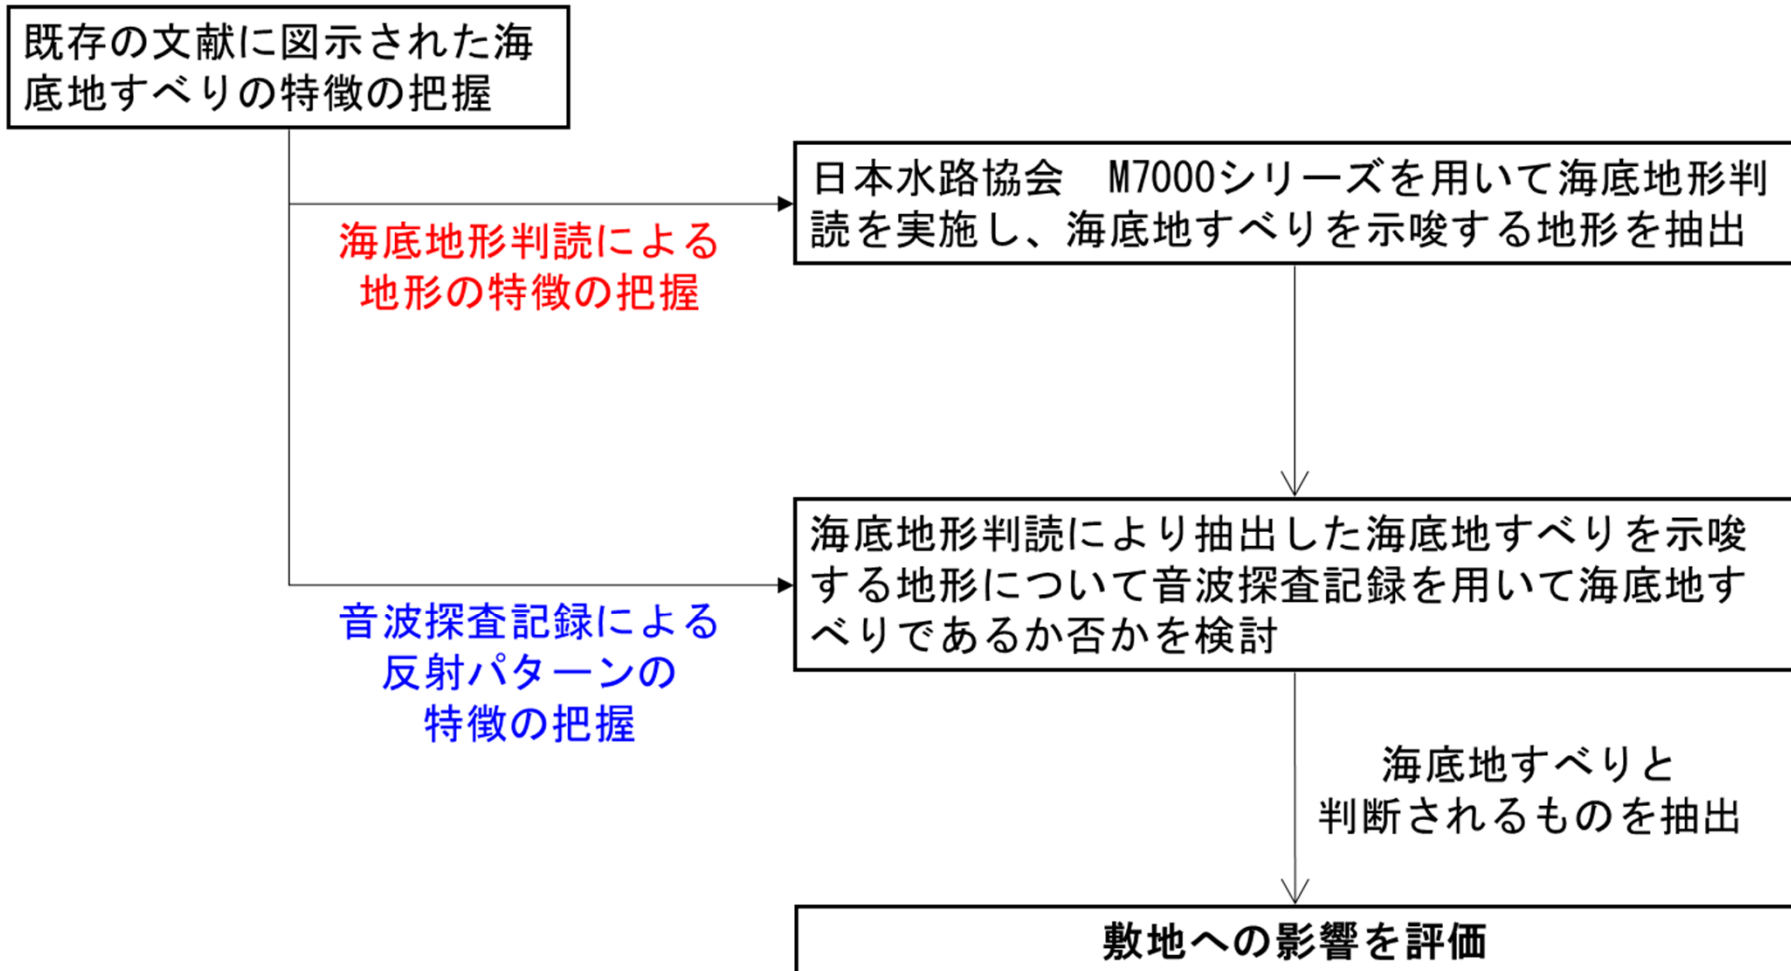 既存の文献に図示された海
底地すべりの特徴の把握
日本水路協会　M7000シリーズを用いて海底地形判
読を実施し、海底地すべりを示唆する地形を抽出
海底地形判読による
地形の特徴の把握
海底地形判読により抽出した海底地すべりを示唆
する地形について音波探査記録を用いて海底地す
べりであるか否かを検討
音波探査記録による
反射パターンの
特徴の把握
海底地すべりと
判断されるものを抽出
敷地への影響を評価